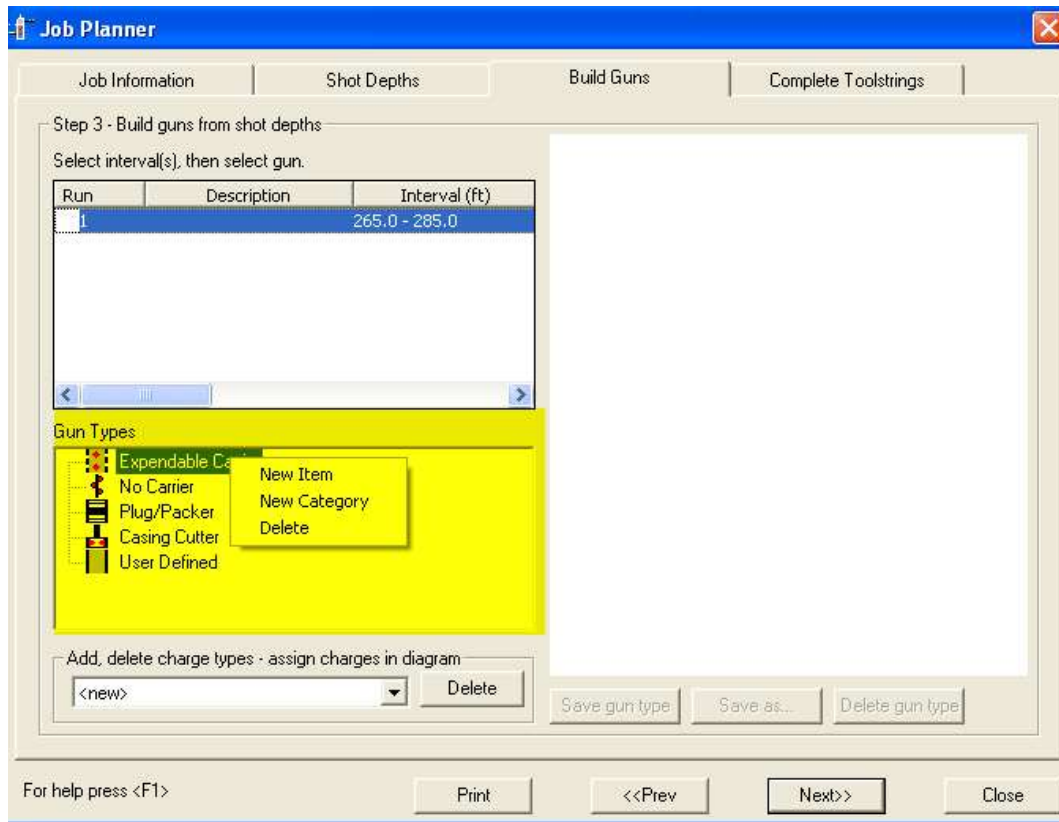 Job Planner
Job Information
Shot Depths
Build Guns
Complete Toolstrings
Step 3 - Build guns from shot depths
Select interval(s), then select gun.
Run Description Interval (ft)
1 265.0 - 285.0
Gun Types
Expendable
No Carrier
Plug/Packer
Casing Cutter
User Defined
New Item
New Category
Delete
Add, delete charge types - assign charges in diagram
<new>
Delete
Save gun type
Save as...
Delete gun type
For help press <F1>
Print
<<Prev
Next>>
Close